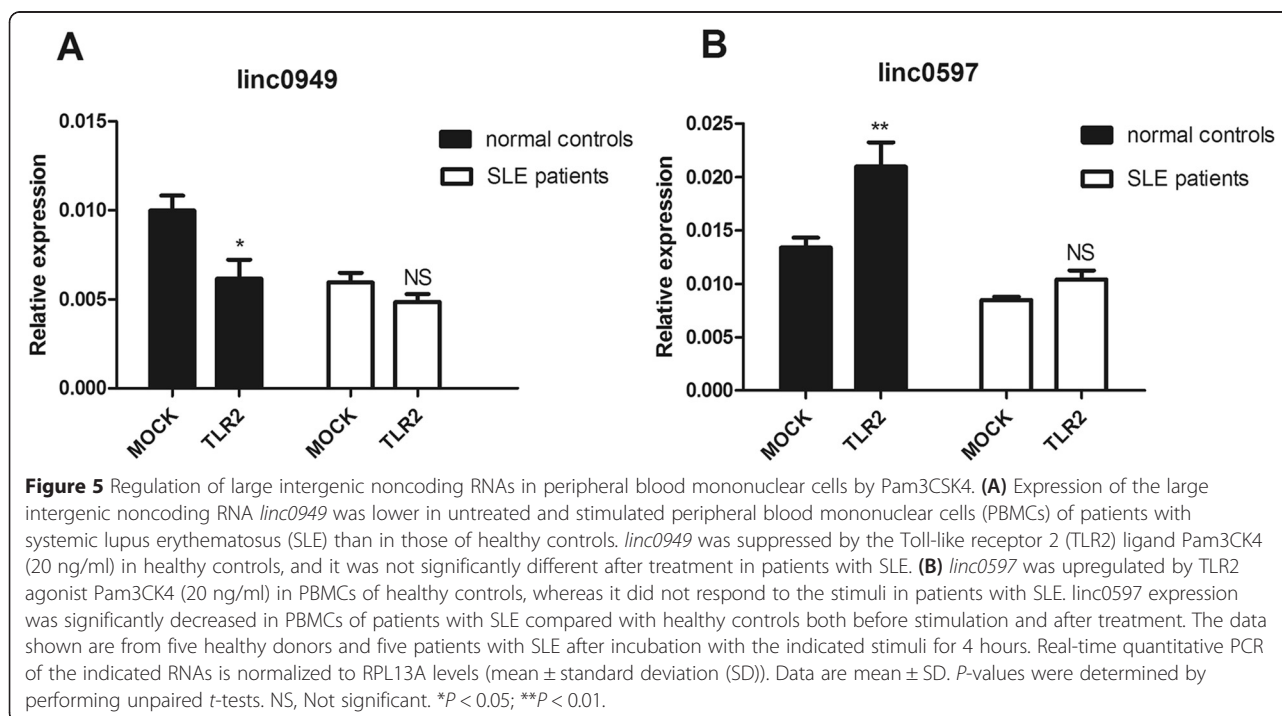 A
linc0949
Relative expression
0.015
0.010
0.005
0.000
normal controls
SLE patients
*
NS
MOCK
TLR2
MOCK
TLR2
B
linc0597
Relative expression
0.025
0.020
0.015
0.010
0.005
0.000
normal controls
SLE patients
**
NS
MOCK
TLR2
MOCK
TLR2
Figure 5 Regulation of large intergenic noncoding RNAs in peripheral blood mononuclear cells by Pam3CSK4. (A) Expression of the large
intergenic noncoding RNA linc0949 was lower in untreated and stimulated peripheral blood mononuclear cells (PBMCs) of patients with
systemic lupus erythematosus (SLE) than in those of healthy controls. linc0949 was suppressed by the Toll-like receptor 2 (TLR2) ligand Pam3CK4
(20 ng/ml) in healthy controls, and it was not significantly different after treatment in patients with SLE. (B) linc0597 was upregulated by TLR2
agonist Pam3CK4 (20 ng/ml) in PBMCs of healthy controls, whereas it did not respond to the stimuli in patients with SLE. linc0597 expression
was significantly decreased in PBMCs of patients with SLE compared with healthy controls both before stimulation and after treatment. The data
shown are from five healthy donors and five patients with SLE after incubation with the indicated stimuli for 4 hours. Real-time quantitative PCR
of the indicated RNAs is normalized to RPL13A levels (mean ± standard deviation (SD)). Data are mean ± SD. P-values were determined by
performing unpaired t-tests. NS, Not significant. *P < 0.05; **P < 0.01.